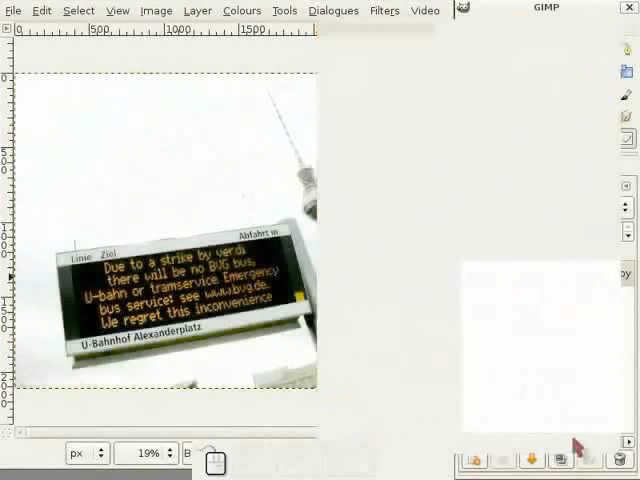 File Edit Select View Image Layer Colours Tools Dialogues Filters Video
GIMP
0 500 1000 1500
Linie Ziel Abfahrt in
Due to a strike by verdi
there will be no BVG bus,
U-bahn or tramservice. Emergency
bus service: see www.bvg.de.
We regret this inconvenience
U-Bahnhof Alexanderplatz
px 19%